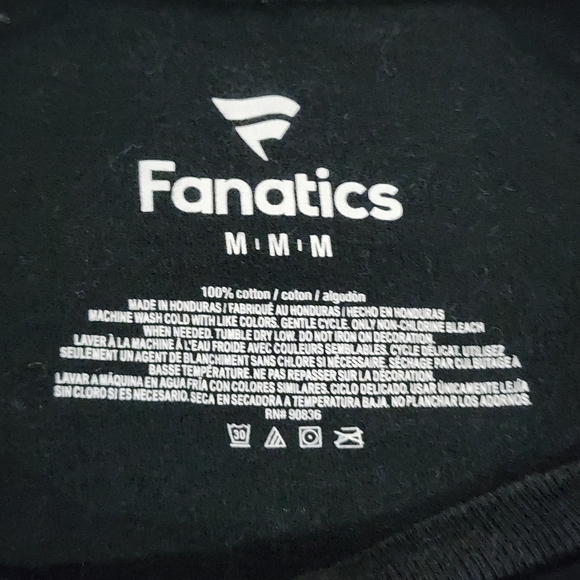 Fanatics
M ı M ı M
100% cotton / coton / algodón
MADE IN HONDURAS / FABRIQUÉ AU HONDURAS / HECHO EN HONDURAS
MACHINE WASH COLD WITH LIKE COLORS. GENTLE CYCLE. ONLY NON-CHLORINE BLEACH
WHEN NEEDED. TUMBLE DRY LOW. DO NOT IRON ON DECORATION.
LAVER À LA MACHINE À L'EAU FROIDE AVEC COULEURS SEMBLABLES. CYCLE DÉLICAT. UTILISEZ
SEULEMENT UN AGENT DE BLANCHIMENT SANS CHLORE SI NÉCESSAIRE. SÉCHAGE PAR CULBUTAGE À
BASSE TEMPÉRATURE. NE PAS REPASSER SUR LA DÉCORATION.
LAVAR A MÁQUINA EN AGUA FRÍA CON COLORES SIMILARES. CICLO DELICADO. USAR ÚNICAMENTE LEJÍA
SIN CLORO SI ES NECESARIO. SECA EN SECADORA A TEMPERATURA BAJA. NO PLANCHAR LOS ADORNOS.
RN# 90836
30